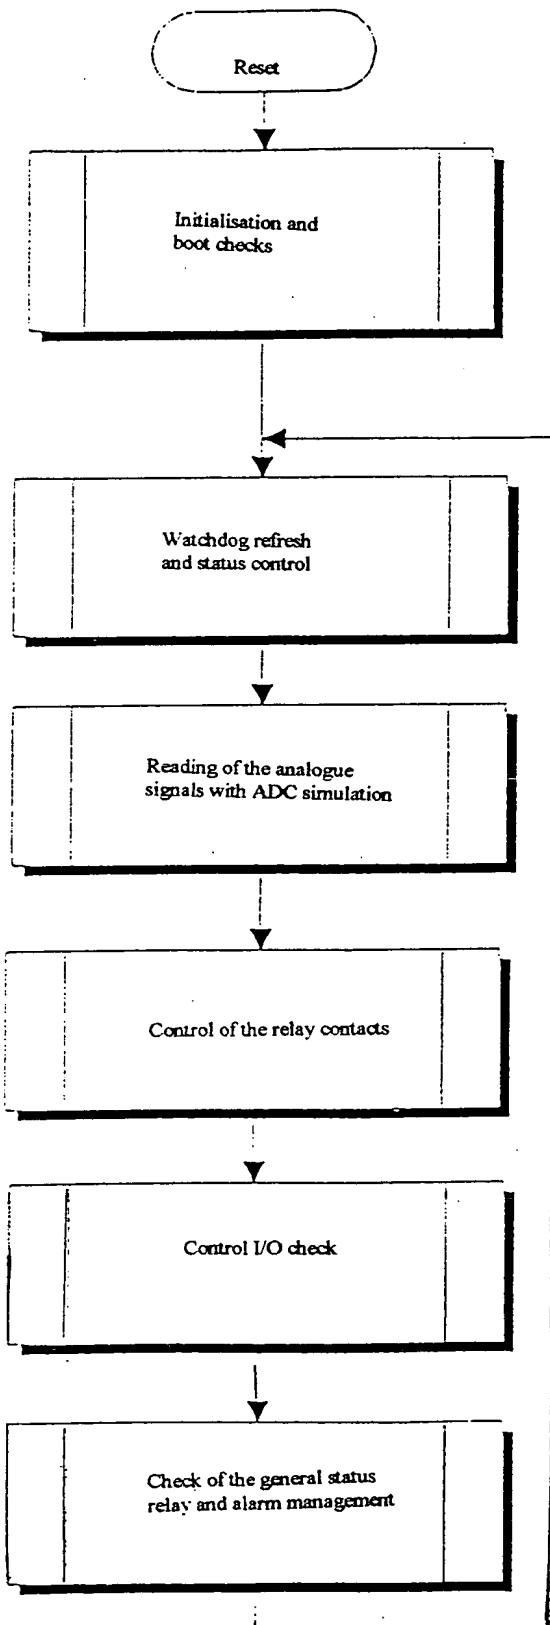 Reset
Initialisation and
boot checks
Watchdog refresh
and status control
Reading of the analogue
signals with ADC simulation
Control of the relay contacts
Control I/O check
Check of the general status
relay and alarm management